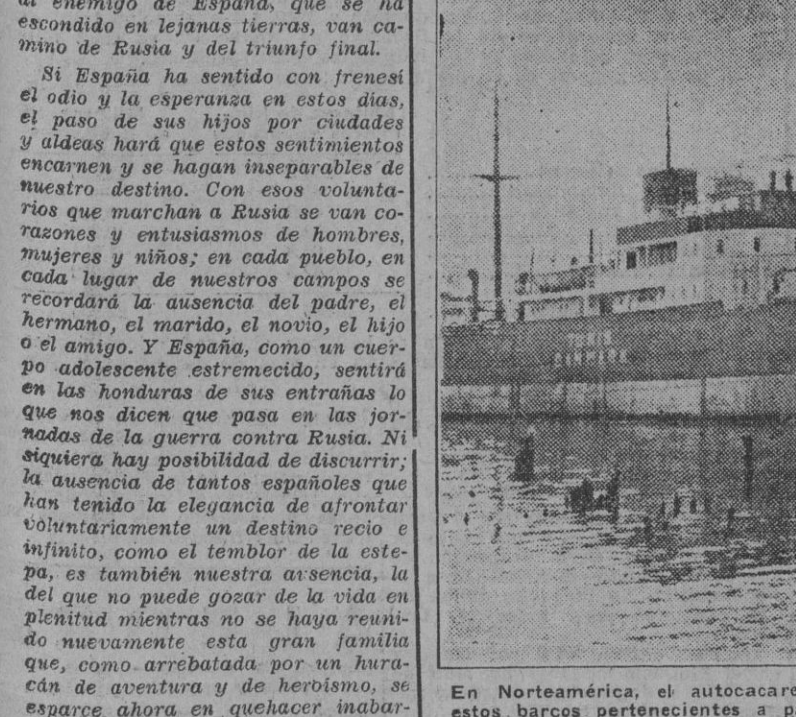 al enemigo de España, que se ha
escondido en lejanas tierras, van ca-
mino de Rusia y del triunfo final.
Si España ha sentido con frenesí
el odio y la esperanza en estos días,
el paso de sus hijos por ciudades
y aldeas hará que estos sentimientos
encarnen y se hagan inseparables de
nuestro destino. Con esos volunta-
rios que marchan a Rusia se van co-
razones y entusiasmos de hombres,
mujeres y niños; en cada pueblo, en
cada lugar de nuestros campos se
recordará la ausencia del padre, el
hermano, el marido, el novio, el hijo
o el amigo. Y España, como un cuer-
po adolescente estremecido, sentirá
en las honduras de sus entrañas lo
que nos dicen que pasa en las jor-
nadas de la guerra contra Rusia. Ni
siquiera hay posibilidad de discurrir;
la ausencia de tantos españoles que
han tenido la elegancia de afrontar
voluntariamente un destino recio e
infinito, como el temblor de la este-
pa, es también nuestra arsencia, la
del que no puede gozar de la vida en
plenitud mientras no se haya reuni-
do nuevamente esta gran familia
que, como arrebatada por un hura-
cán de aventura y de heroísmo, se
esparce ahora en quehacer inabar-
En Norteamérica, el autocacare
estos barcos pertenecientes a pa